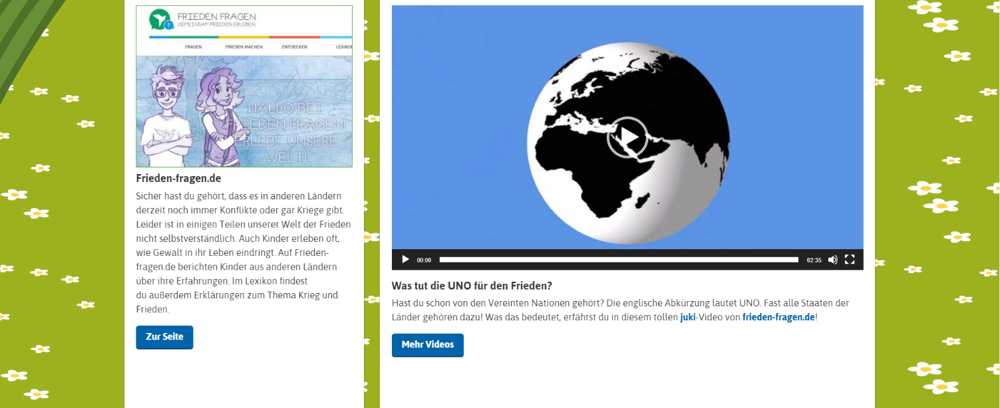 FRIEDEN FRAGEN
GEMEINSAM FRIEDEN ERLEBEN
?
FRAGEN FRIEDEN MACHEN ENTDECKEN LEXIKON
HALLO BEI
FRIEDEN FRAGEN!
ERLEBE UNSERE
WELT!
Frieden-fragen.de
Sicher hast du gehört, dass es in anderen Ländern
derzeit noch immer Konflikte oder gar Kriege gibt.
Leider ist in einigen Teilen unserer Welt der Frieden
nicht selbstverständlich. Auch Kinder erleben oft,
wie Gewalt in ihr Leben eindringt. Auf Frieden-
fragen.de berichten Kinder aus anderen Ländern
über ihre Erfahrungen. Im Lexikon findest
du außerdem Erklärungen zum Thema Krieg und
Frieden.
Zur Seite
00:00 02:35
Was tut die UNO für den Frieden?
Hast du schon von den Vereinten Nationen gehört? Die englische Abkürzung lautet UNO. Fast alle Staaten der
Länder gehören dazu! Was das bedeutet, erfährst du in diesem tollen juki-Video von frieden-fragen.de!
Mehr Videos